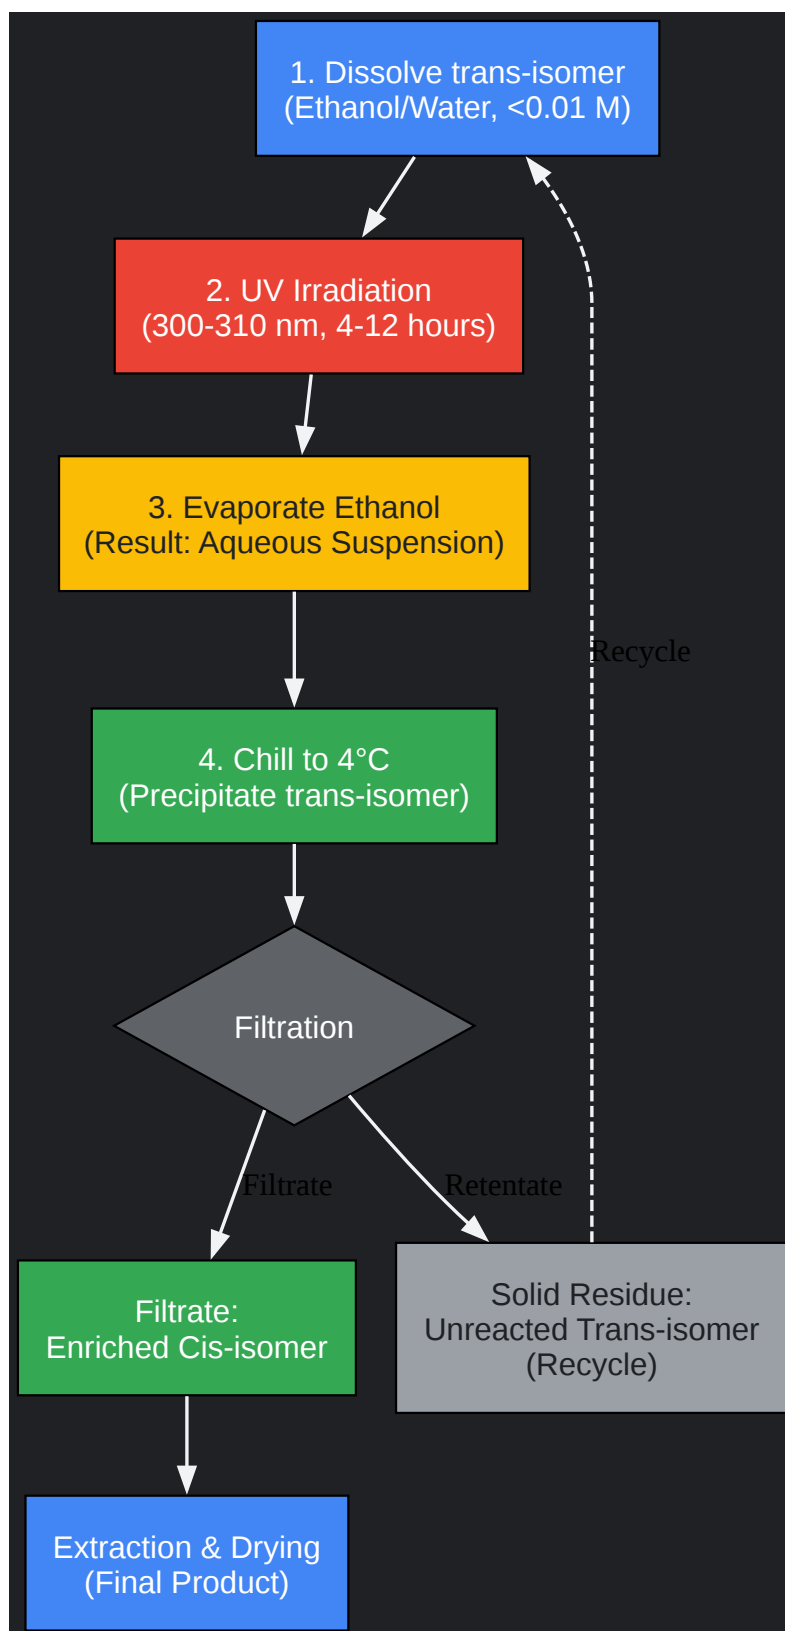 1. Dissolve trans-isomer
(Ethanol/Water, <0.01 M)
2. UV Irradiation
(300-310 nm, 4-12 hours)
3. Evaporate Ethanol
(Result: Aqueous Suspension)
Recycle
4. Chill to 4°C
(Precipitate trans-isomer)
Filtration
Filtrate
Retentate
Filtrate:
Enriched Cis-isomer
Solid Residue:
Unreacted Trans-isomer
(Recycle)
Extraction & Drying
(Final Product)